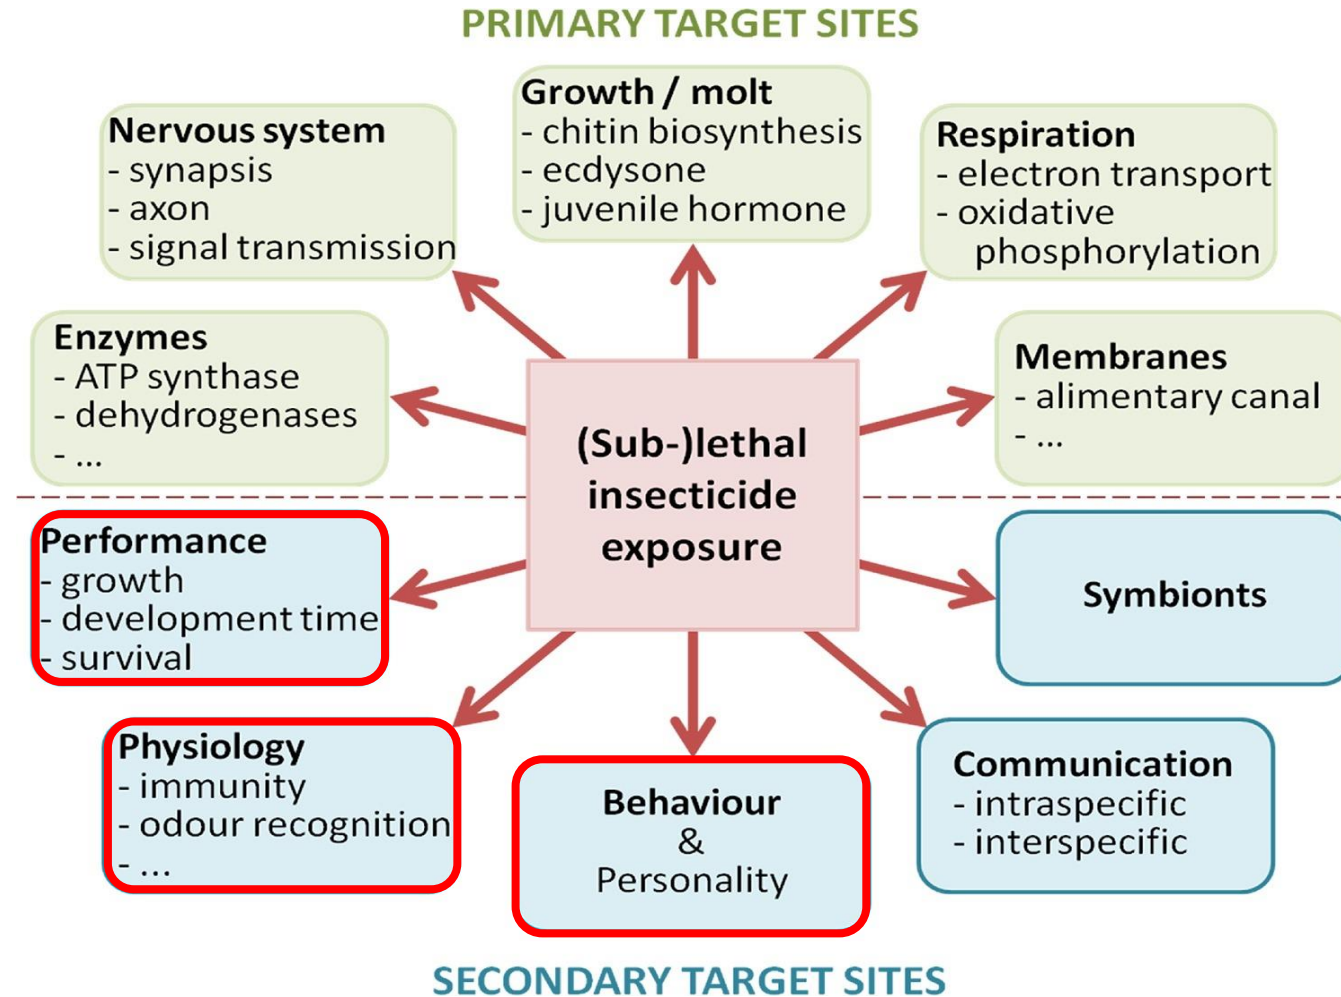 PRIMARY TARGET SITES
Nervous system
- synapsis
- axon
- signal transmission
Growth / molt
- chitin biosynthesis
- ecdysone
- juvenile hormone
Respiration
- electron transport
- oxidative
phosphorylation
Enzymes
- ATP synthase
- dehydrogenases
- ...
Membranes
- alimentary canal
- ...
(Sub-)lethal
insecticide
exposure
Performance
- growth
- development time
- survival
Symbionts
Physiology
- immunity
- odour recognition
- ...
Behaviour
&
Personality
Communication
- intraspecific
- interspecific
SECONDARY TARGET SITES